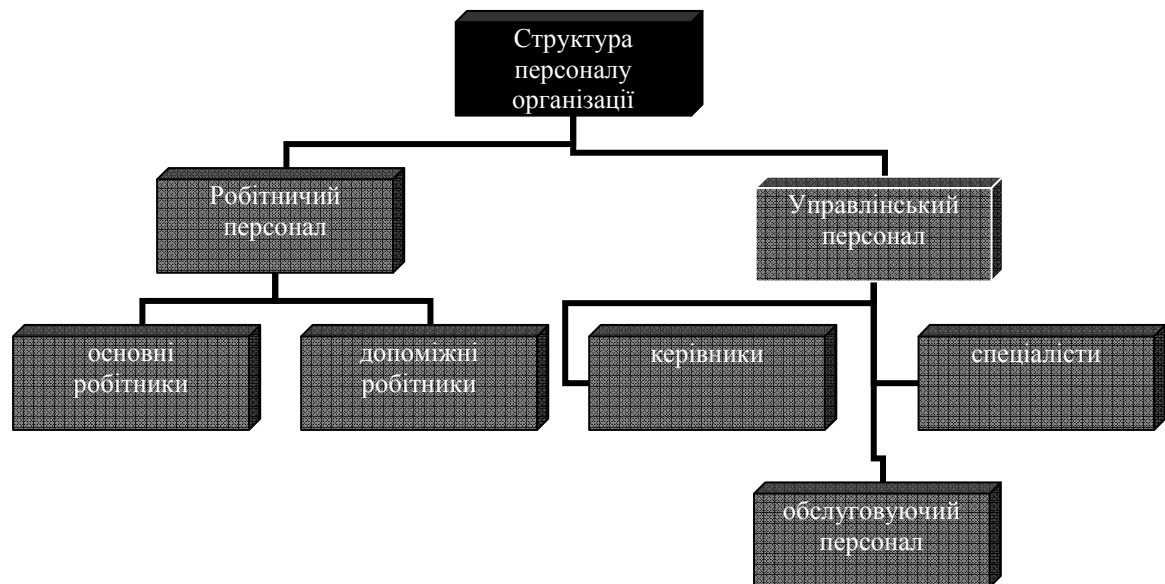 Структура
персоналу
організації
Робітничий
персонал
Управлінський
персонал
основні
робітники
допоміжні
робітники
керівники
спеціалісти
обслуговуючий
персонал